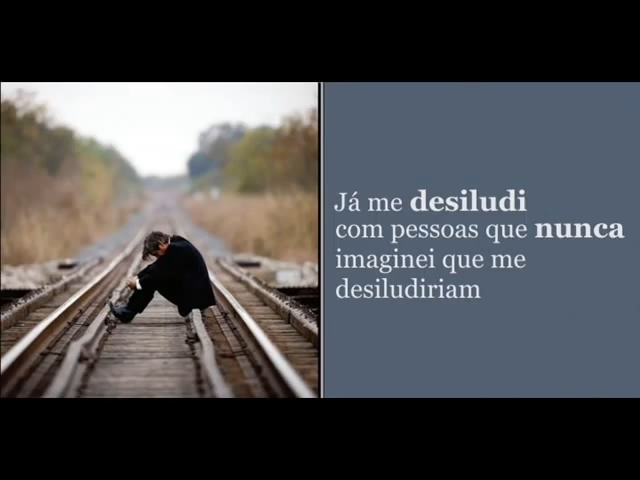 Já me desiludi
com pessoas que nunca
imaginei que me
desiludiriam